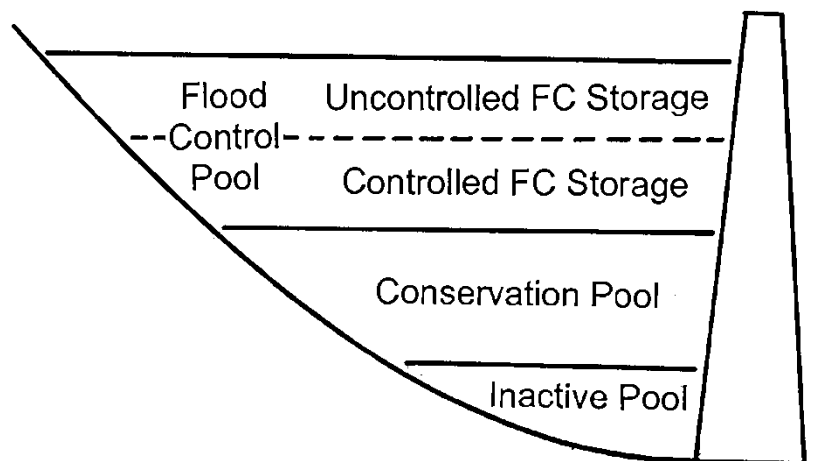 Flood
Control
Pool
Uncontrolled FC Storage
Controlled FC Storage
Conservation Pool
Inactive Pool